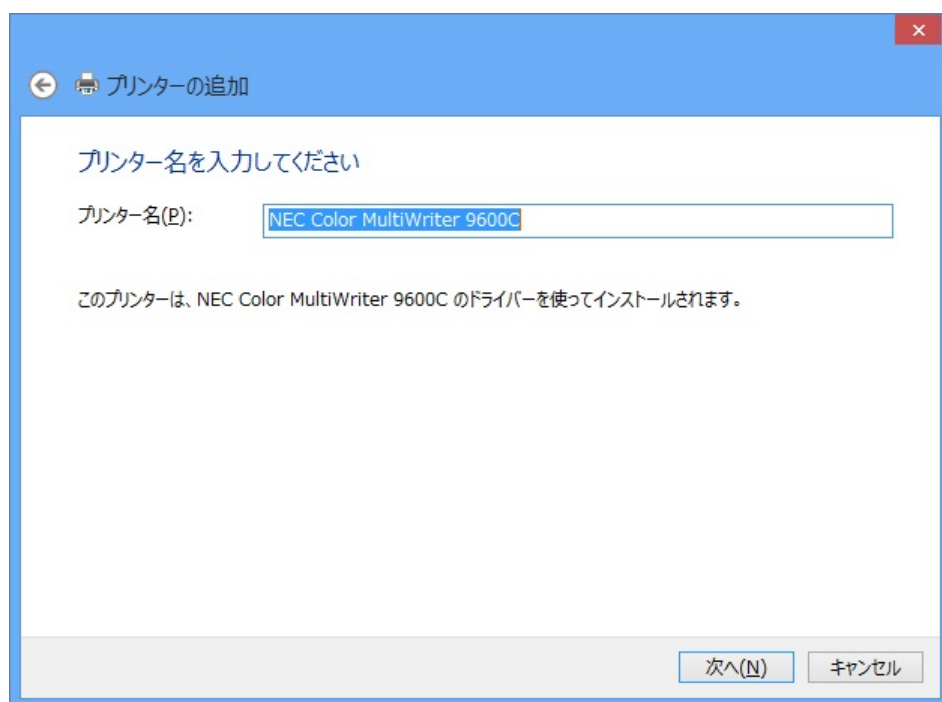 プリンターの追加
プリンター名を入力してください
プリンター名(P): NEC Color MultiWriter 9600C
このプリンターは、NEC Color MultiWriter 9600C のドライバーを使ってインストールされます。
次へ(N) キャンセル